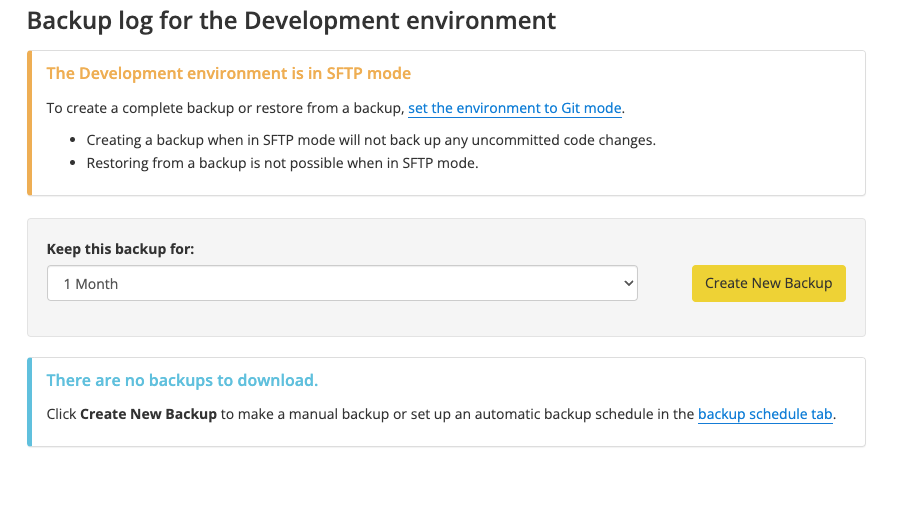 Backup log for the Development environment
The Development environment is in SFTP mode
To create a complete backup or restore from a backup, set the environment to Git mode.
Creating a backup when in SFTP mode will not back up any uncommitted code changes.
Restoring from a backup is not possible when in SFTP mode.
Keep this backup for:
1 Month
Create New Backup
There are no backups to download.
Click Create New Backup to make a manual backup or set up an automatic backup schedule in the backup schedule tab.